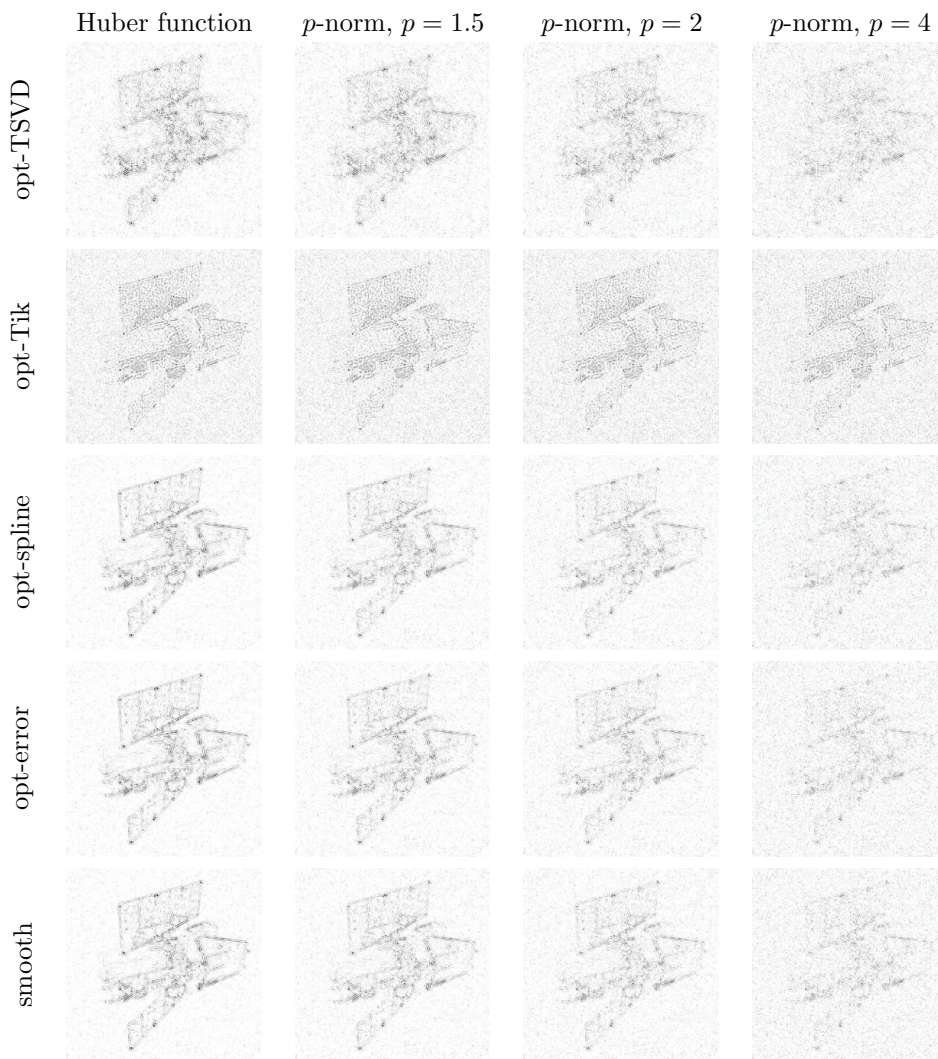 Huber function p-norm, p = 1.5 p-norm, p = 2 p-norm, p = 4
opt-TSVD
opt-Tik
opt-spline
opt-error
smooth